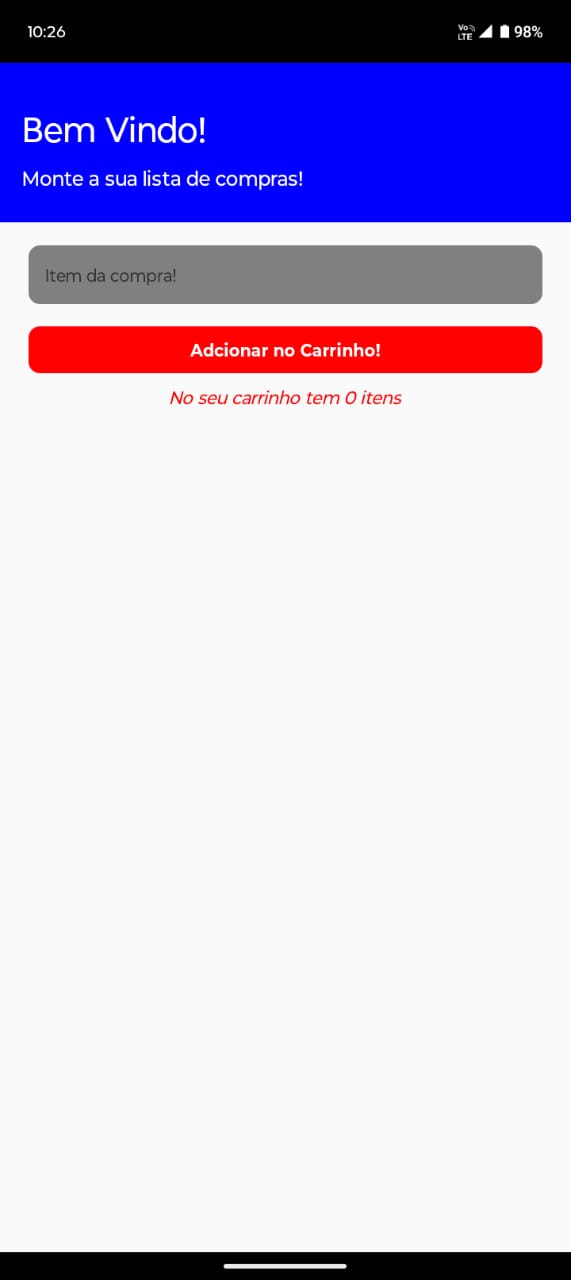 10:26
Vo LTE 98%
Bem Vindo!
Monte a sua lista de compras!
Item da compra!
Adcionar no Carrinho!
No seu carrinho tem 0 itens